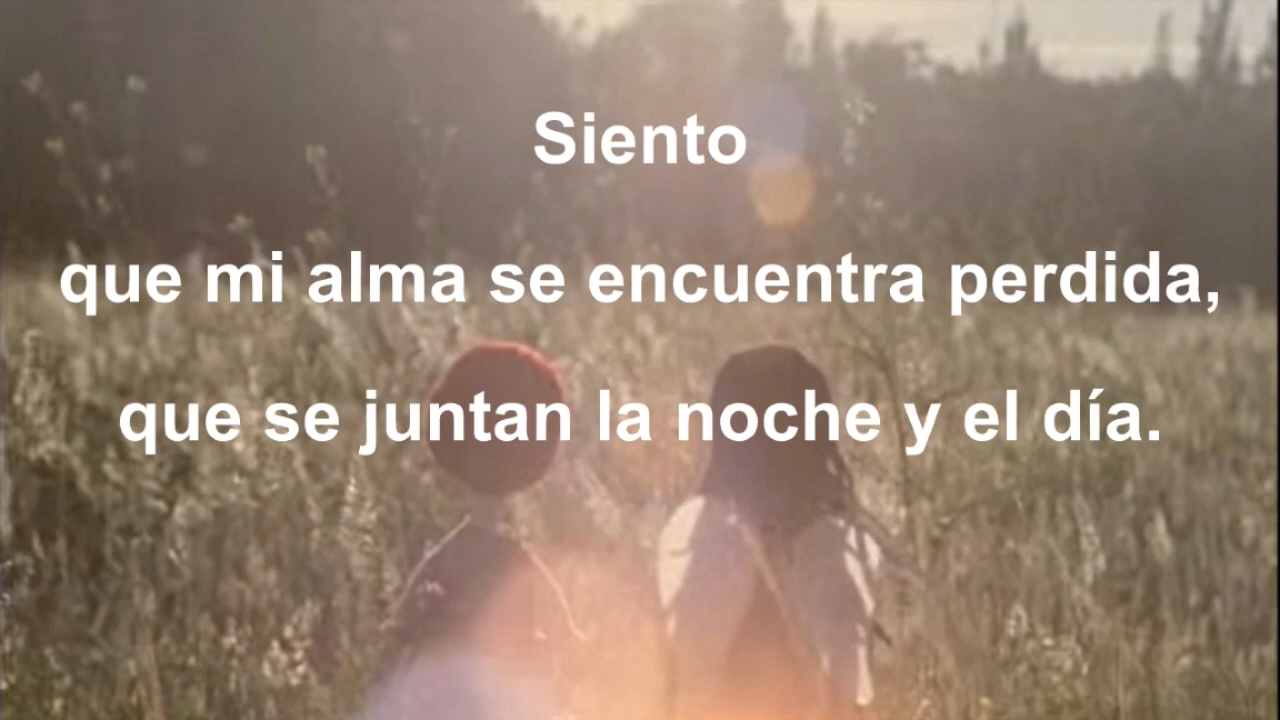 Siento
que mi alma se encuentra perdida,
que se juntan la noche y el día.